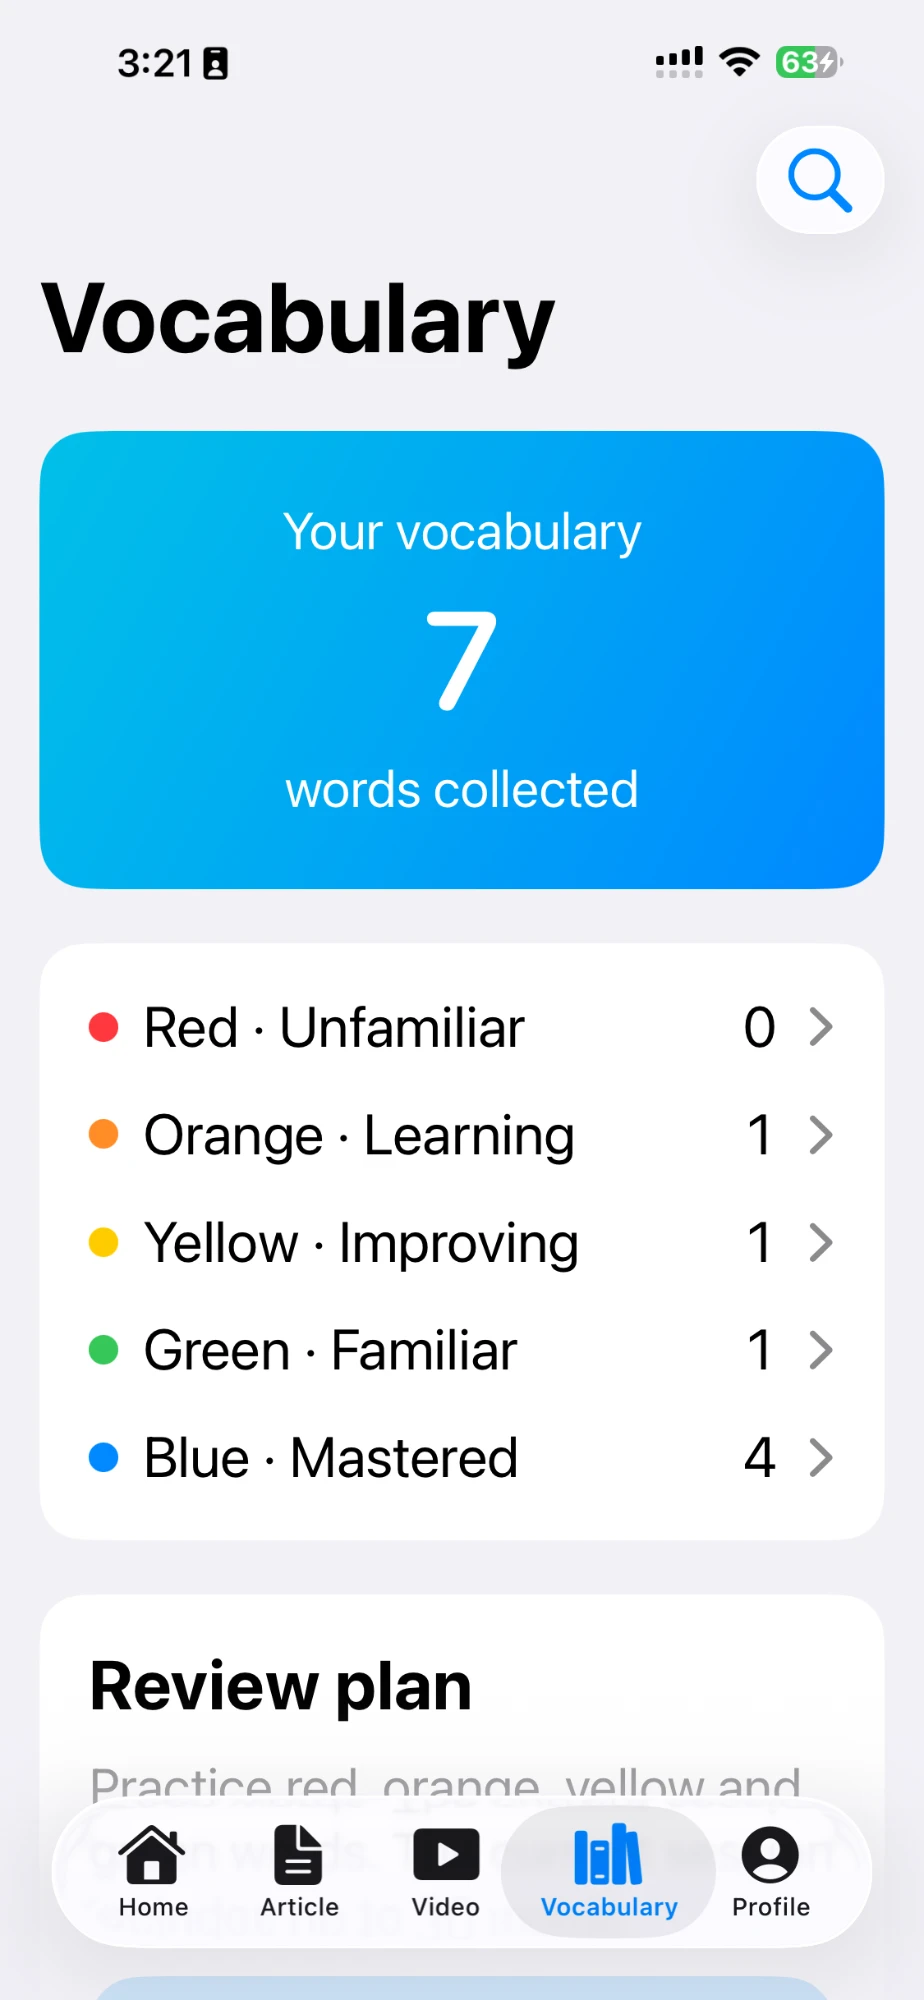 3:21
63
Vocabulary
Your vocabulary
7
words collected
Red · Unfamiliar 0
Orange · Learning 1
Yellow · Improving 1
Green · Familiar 1
Blue · Mastered 4
Review plan
Practice red, orange, yellow and
Home Article Video Vocabulary Profile